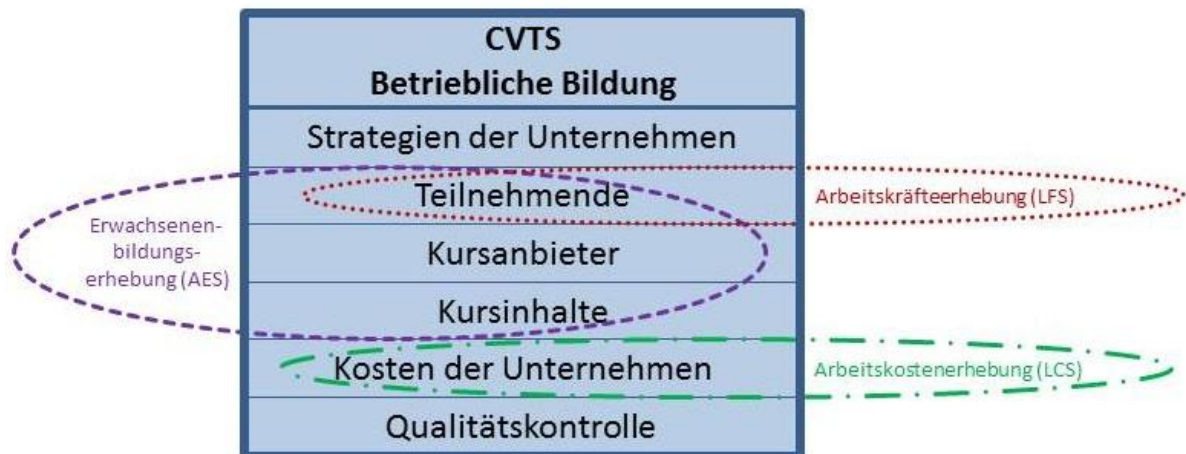 CVTS
Betriebliche Bildung
Strategien der Unternehmen
Teilnehmende
Arbeitskräfteerhebung (LFS)
Erwachsenen-
bildungs-
erhebung (AES)
Kursanbieter
Kursinhalte
Kosten der Unternehmen
Arbeitskostenerhebung (LCS)
Qualitätskontrolle